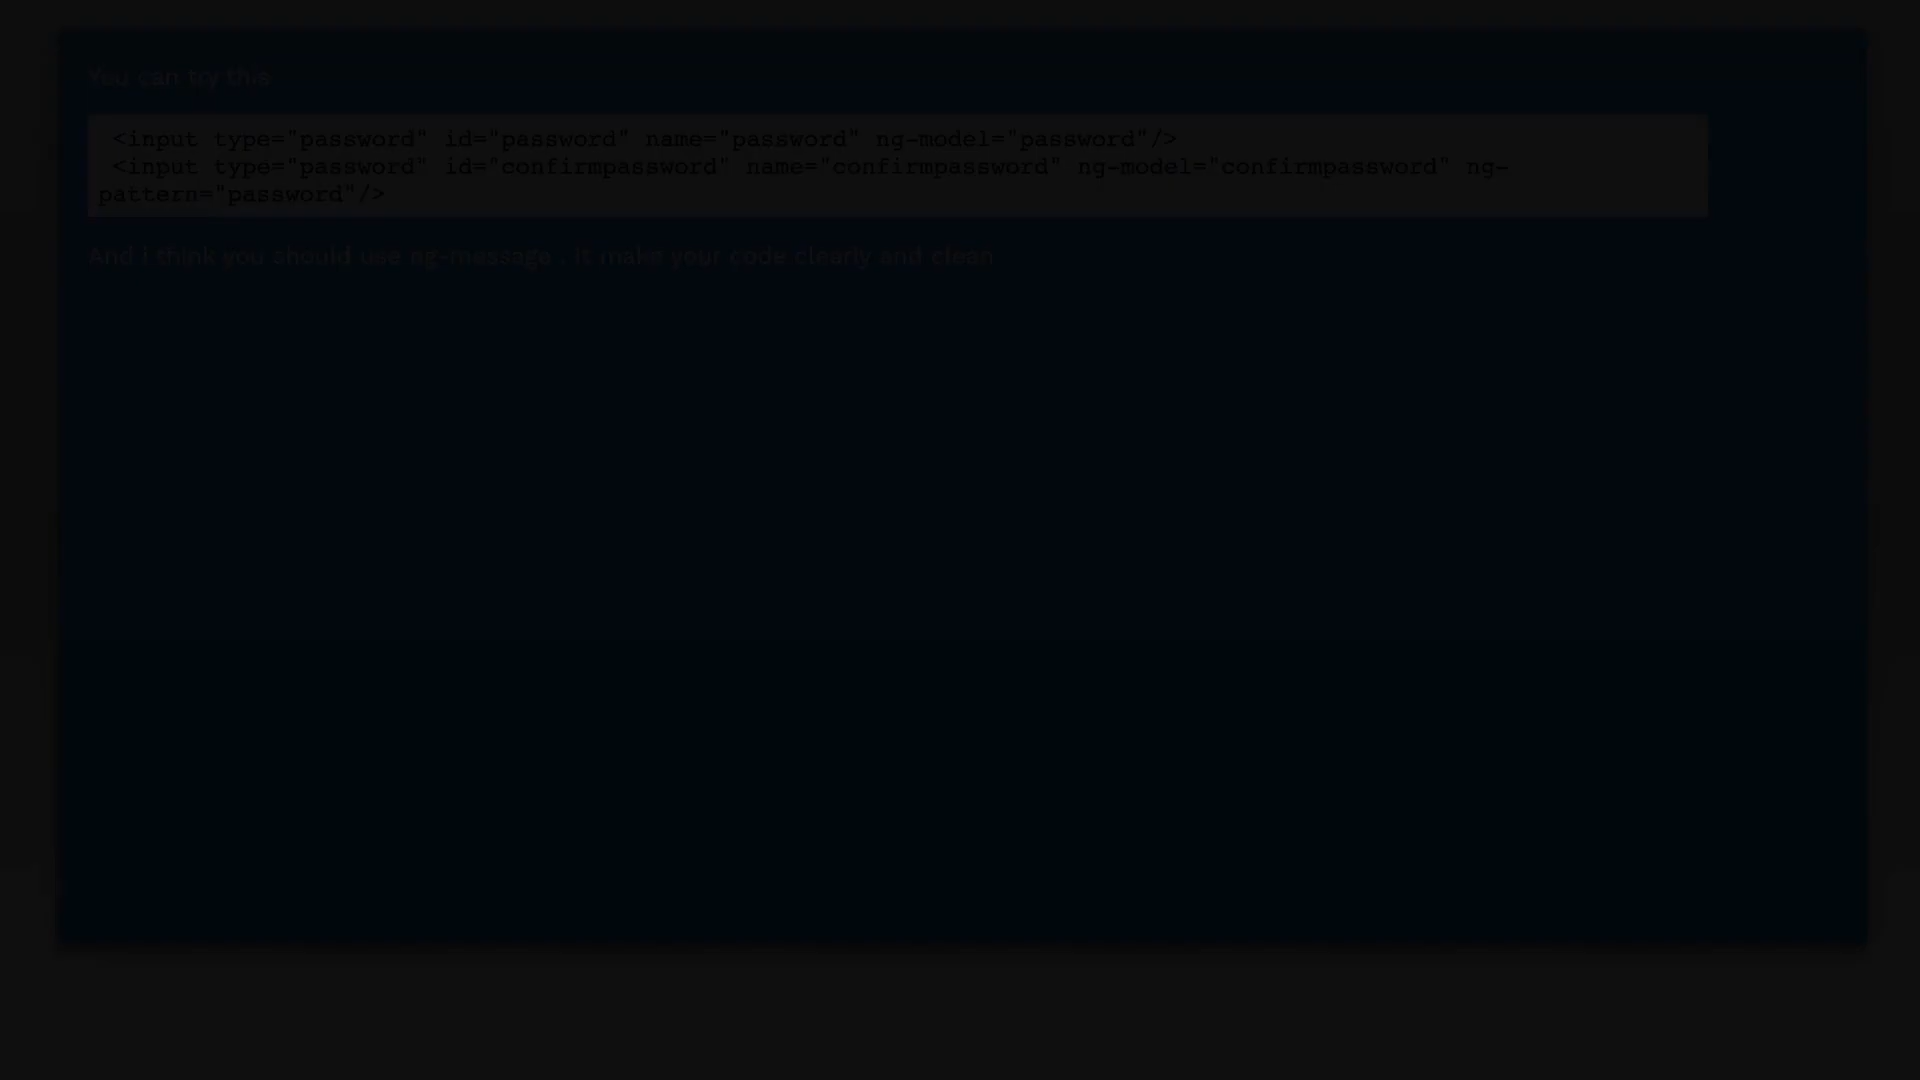 You can try this
<input type="password" id="password" name="password" ng-model="password"/>
<input type="password" id="confirmpassword" name="confirmpassword" ng-model="confirmpassword" ng-
pattern="password"/>
And i think you should use ng-message . It make your code clearly and clean